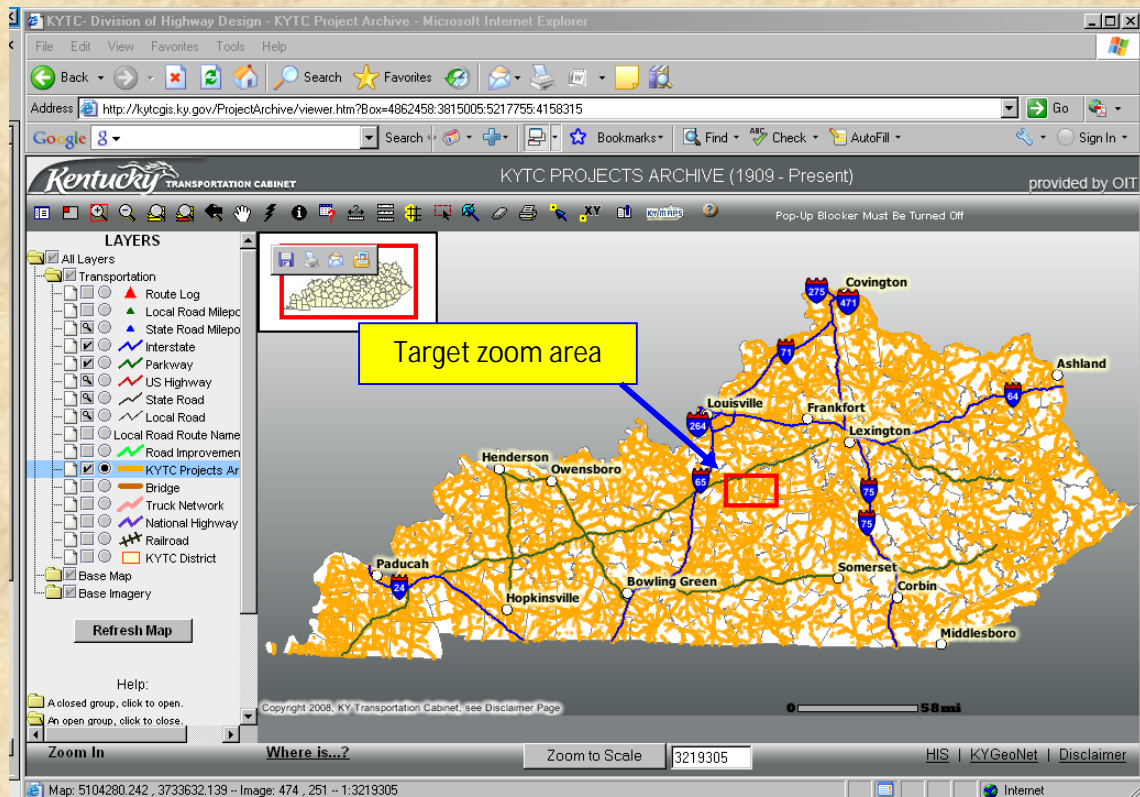 KYTC- Division of Highway Design - KYTC Project Archive - Microsoft Internet Explorer
File Edit View Favorites Tools Help
Back Search Favorites
Address http://kytcgis.ky.gov/ProjectArchive/viewer.htm?Box=4862458:3815005:5217755:4158315 Go
Google Search Bookmarks Find Check AutoFill Sign In
Kentucky TRANSPORTATION CABINET
KYTC PROJECTS ARCHIVE (1909 - Present)
provided by OIT
XY KY MAPS Pop-Up Blocker Must Be Turned Off
LAYERS
All Layers
Transportation
Route Log
Local Road Milepo
State Road Milepo
Interstate
Parkway
US Highway
State Road
Local Road
Local Road Route Name
Road Improvemen
KYTC Projects Ar
Bridge
Truck Network
National Highway
Railroad
KYTC District
Base Map
Base Imagery
Refresh Map
Help:
A closed group, click to open.
An open group, click to close.
Target zoom area
Covington
275
471
71
Ashland
64
Louisville
Frankfort
264
Lexington
Henderson
Owensboro
65
75
75
Paducah
24
Hopkinsville
Bowling Green
Somerset
Corbin
Middlesboro
Copyright 2008, KY Transportation Cabinet, see Disclaimer Page
0 58mi
Zoom In Where is...? Zoom to Scale 3219305 HIS | KYGeoNet | Disclaimer
Map: 5104280.242 , 3733632.139 -- Image: 474 , 251 -- 1:3219305 Internet